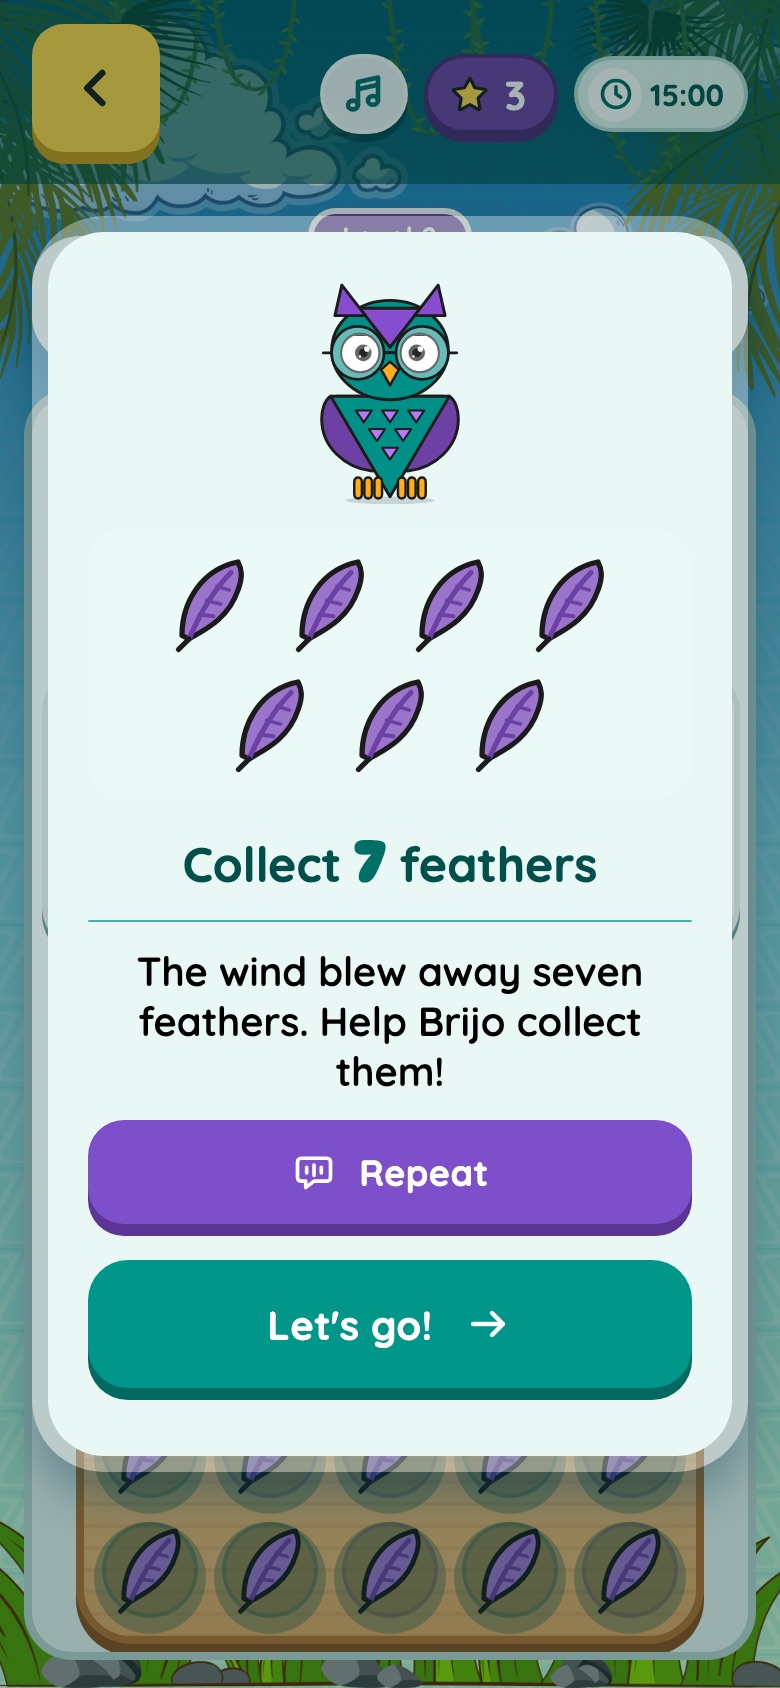 3
15:00
Collect 7 feathers
The wind blew away seven
feathers. Help Brijo collect
them!
Repeat
Let's go!